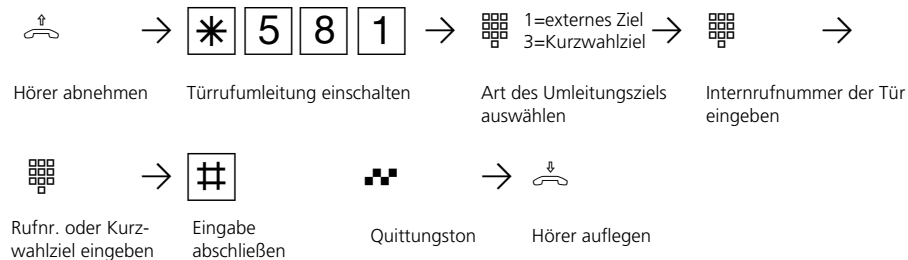 * 5 8 1
1=externes Ziel
3=Kurzwahlziel
Hörer abnehmen
Türrufumleitung einschalten
Art des Umleitungsziels
auswählen
Internrufnummer der Tür
eingeben
#
Rufnr. oder Kurz-
wahlziel eingeben
Eingabe
abschließen
Quittungston
Hörer auflegen